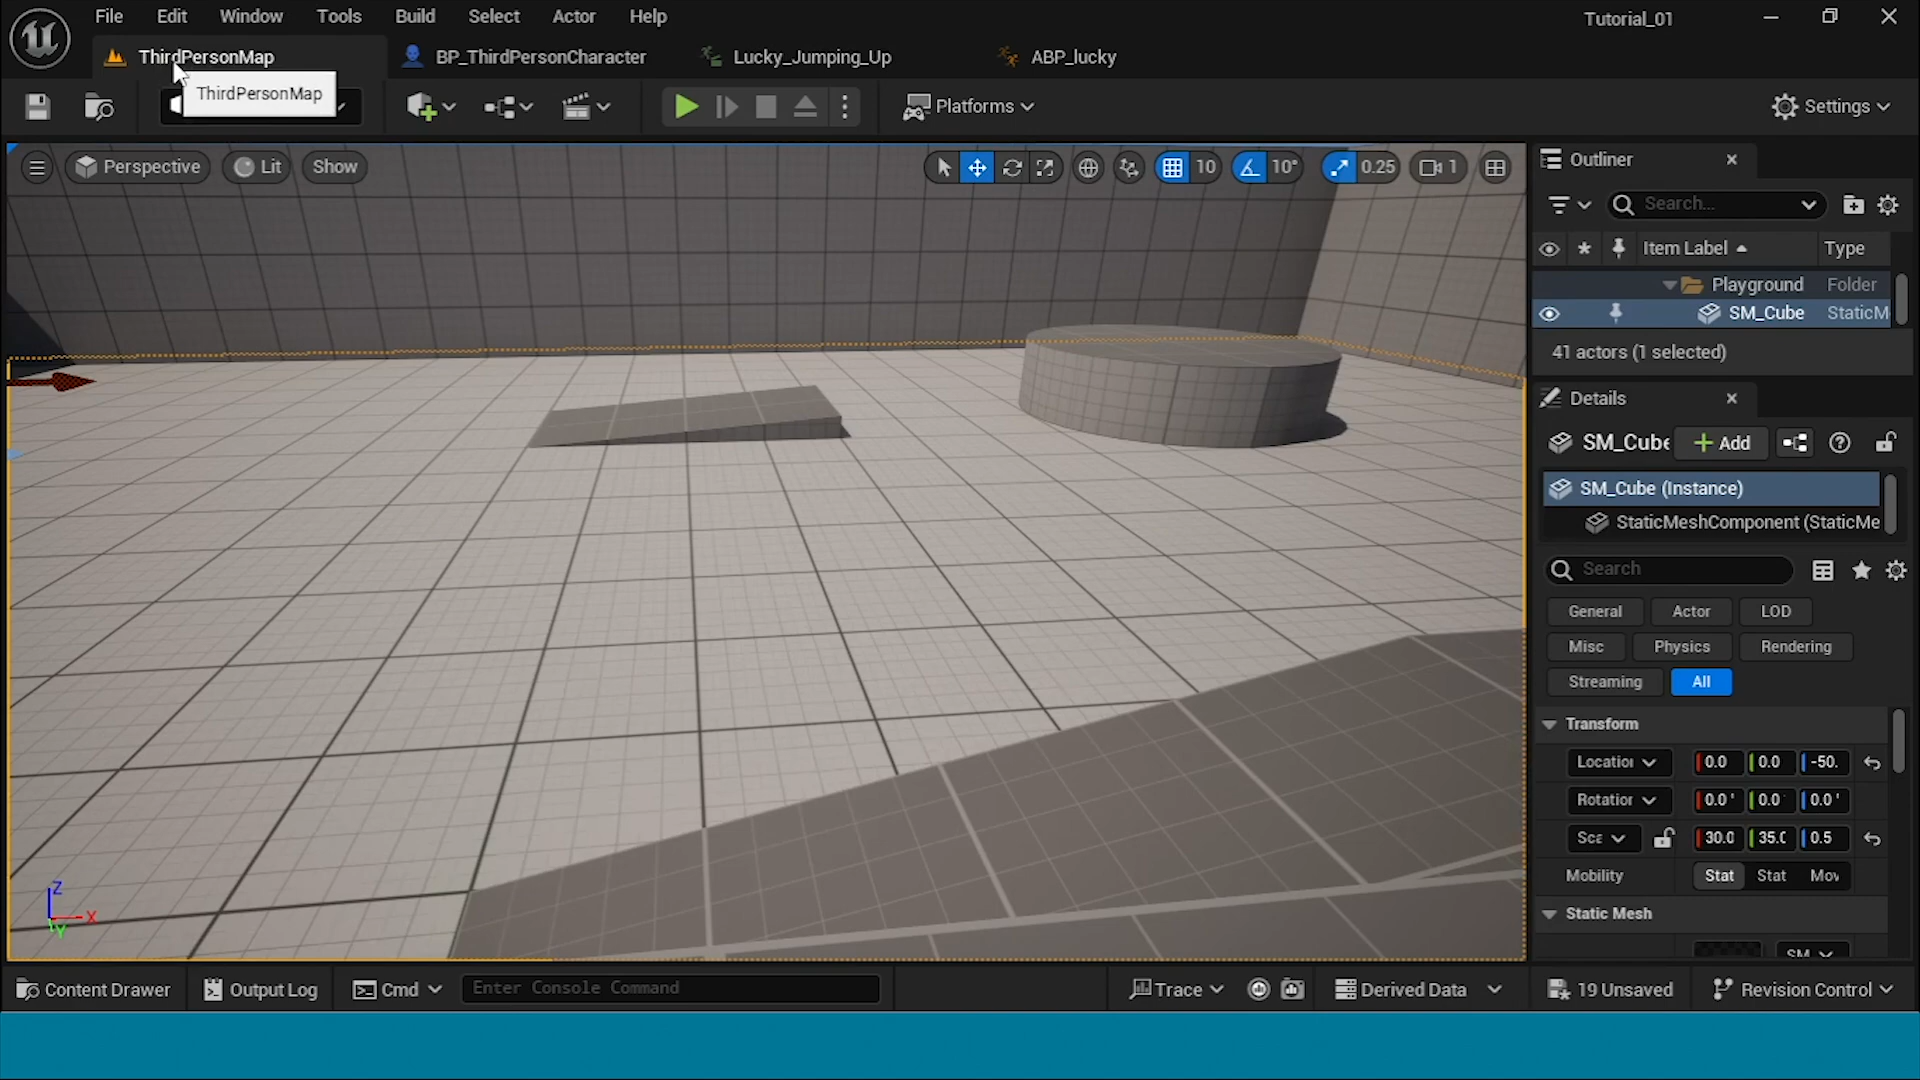 File Edit Window Tools Build Select Actor Help
Tutorial_01
ThirdPersonMap
BP_ThirdPersonCharacter
Lucky_Jumping_Up
ABP_lucky
ThirdPersonMap
Platforms
Settings
Perspective
Lit
Show
10
10°
0.25
1
Outliner
Search...
Item Label
Type
Playground Folder
SM_Cube StaticM
41 actors (1 selected)
Details
SM_Cube
Add
SM_Cube (Instance)
StaticMeshComponent (StaticMe
Search
General Actor LOD
Misc Physics Rendering
Streaming All
Transform
Location 0.0 0.0 -50.
Rotation 0.0° 0.0 0.0°
Sca 30.0 35.0 0.5
Mobility Stat Stat Mov
Static Mesh
SM
Z
X
Y
Content Drawer
Output Log
Cmd
Enter Console Command
Trace
Derived Data
19 Unsaved
Revision Control